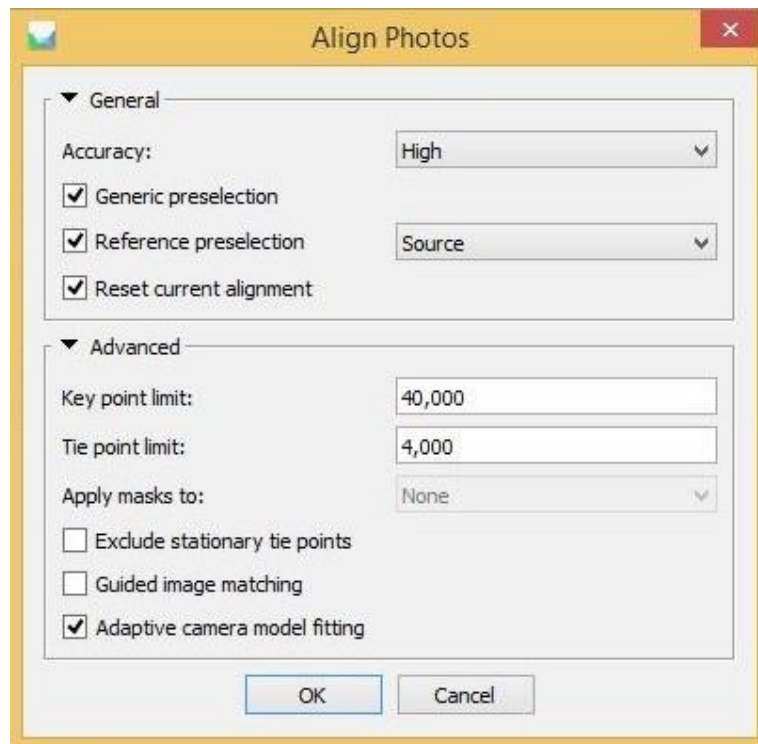 Align Photos
General
Accuracy: High
Generic preselection
Reference preselection Source
Reset current alignment
Advanced
Key point limit: 40,000
Tie point limit: 4,000
Apply masks to: None
Exclude stationary tie points
Guided image matching
Adaptive camera model fitting
OK Cancel